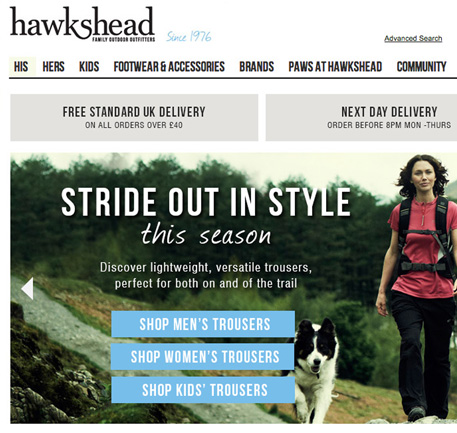 hawkshead
FAMILY OUTDOOR OUTFITTERS
Since 1976
Advanced Search
HIS HERS KIDS FOOTWEAR & ACCESSORIES BRANDS PAWS AT HAWKSHEAD COMMUNITY
FREE STANDARD UK DELIVERY
ON ALL ORDERS OVER £40
NEXT DAY DELIVERY
ORDER BEFORE 8PM MON -THURS
STRIDE OUT IN STYLE
this season
Discover lightweight, versatile trousers,
perfect for both on and of the trail
SHOP MEN'S TROUSERS
SHOP WOMEN'S TROUSERS
SHOP KIDS' TROUSERS